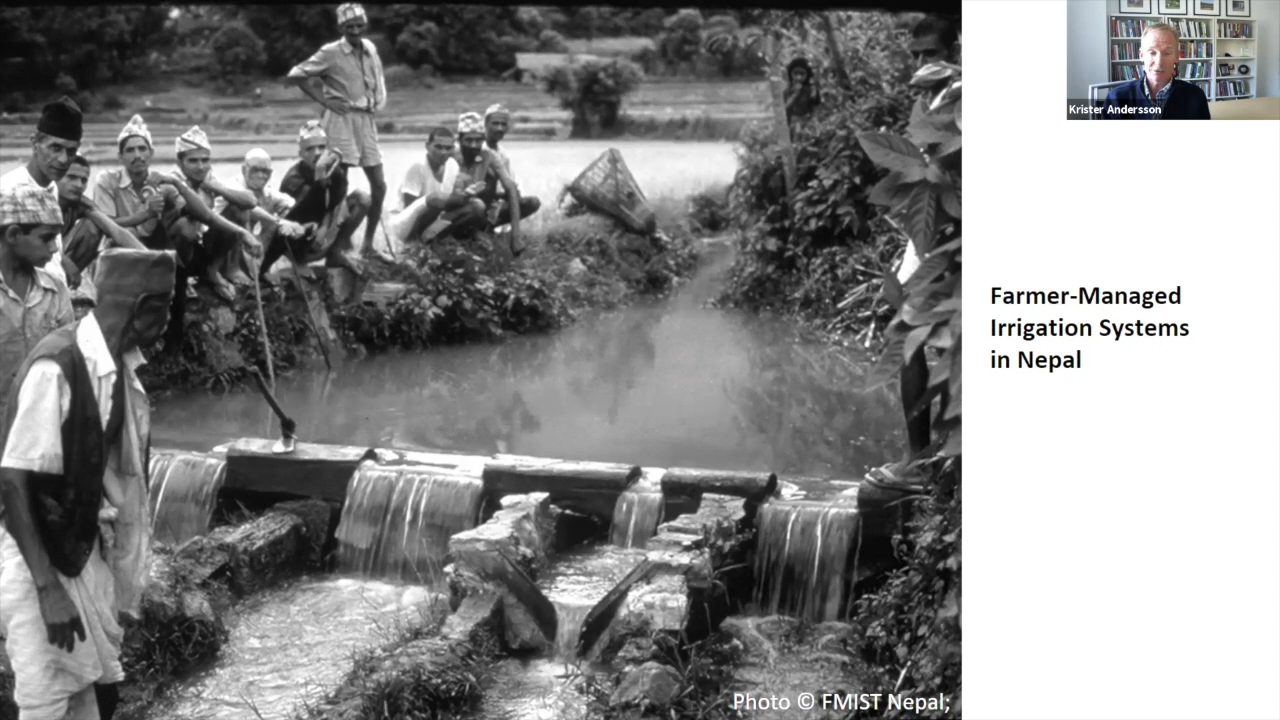 Krister Andersson
Farmer-Managed
Irrigation Systems
in Nepal
Photo © FMIST Nepal;